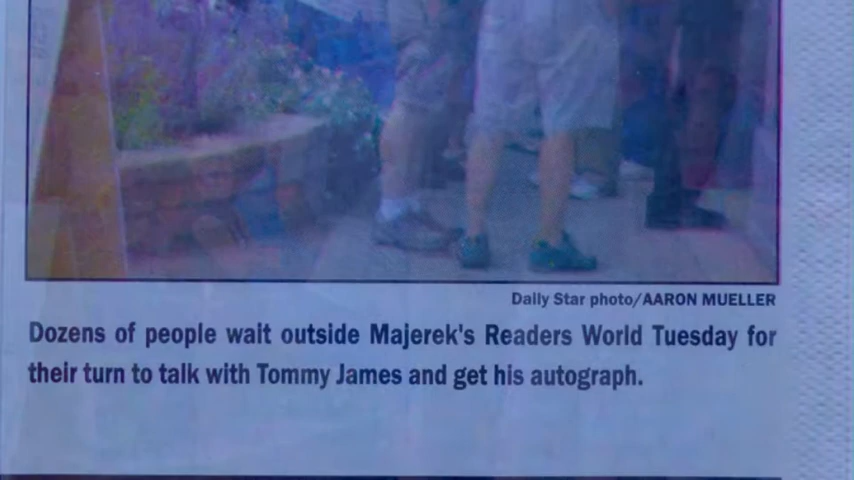 Daily Star photo/AARON MUELLER
Dozens of people wait outside Majerek's Readers World Tuesday for
their turn to talk with Tommy James and get his autograph.